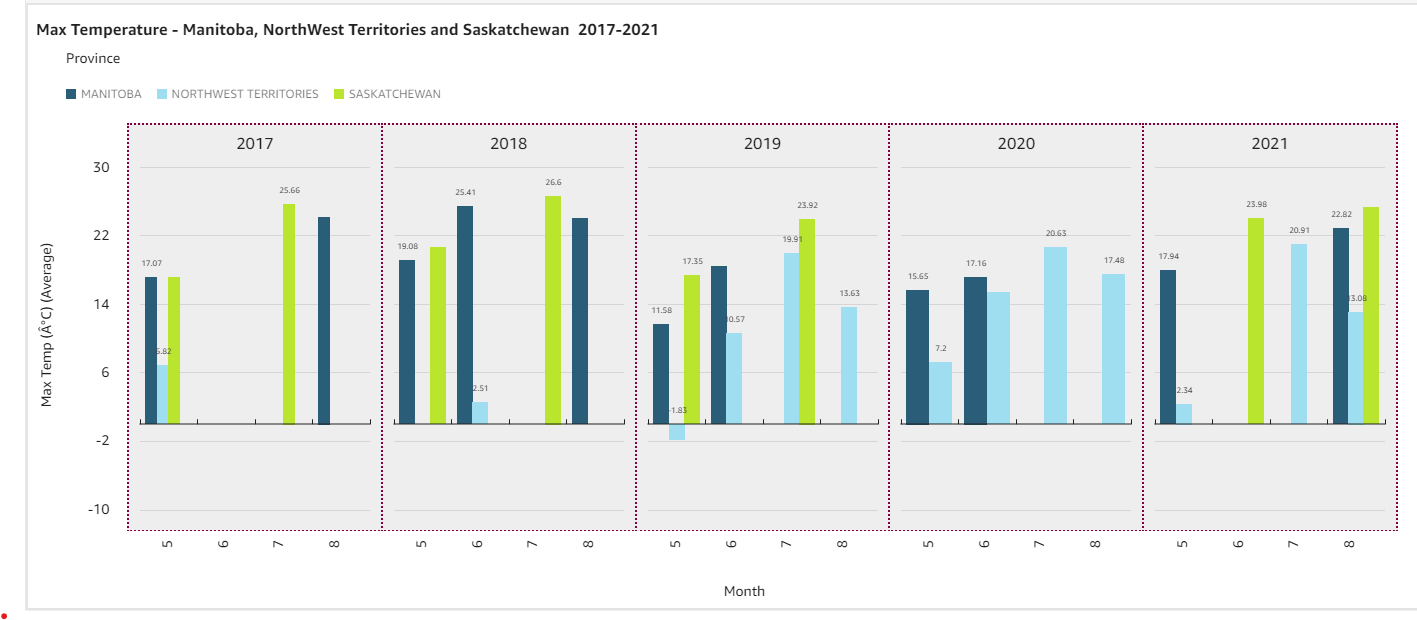 Max Temperature - Manitoba, NorthWest Territories and Saskatchewan 2017-2021
Province
MANITOBA NORTHWEST TERRITORIES SASKATCHEWAN
2017 2018 2019 2020 2021
30
22
14
6
-2
-10
Max Temp (Â°C) (Average)
17.07 6.82 25.66
19.08 25.41 2.51 26.6
11.58 -1.83 17.35 10.57 19.91 23.92 13.63
15.65 7.2 17.16 20.63 17.48
17.94 2.34 23.98 20.91 22.82 13.08
5 6 7 8 5 6 7 8 5 6 7 8 5 6 7 8 5 6 7 8
Month